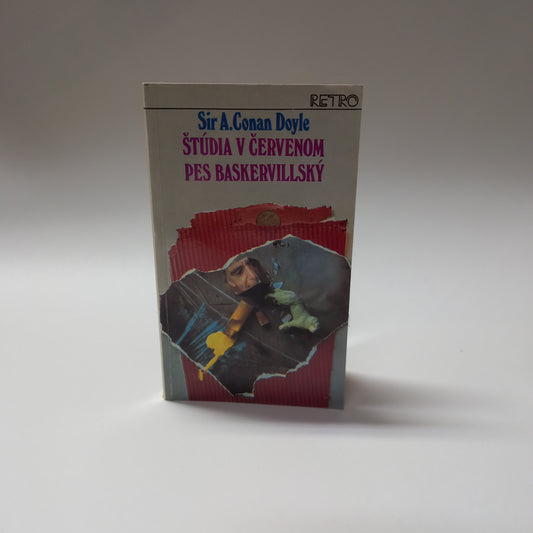 RETRO
Sir A.Conan Doyle
ŠTÚDIA V ČERVENOM
PES BASKERVILLSKÝ